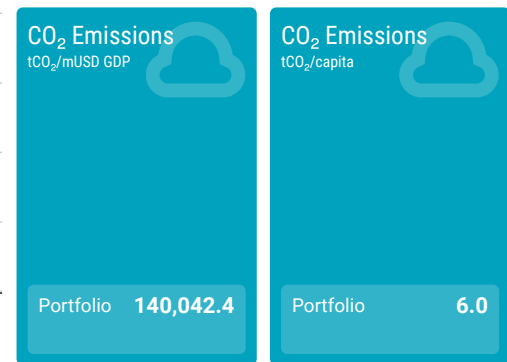 CO₂ Emissions
tCO₂/mUSD GDP
Portfolio 140,042.4
CO₂ Emissions
tCO₂/capita
Portfolio 6.0